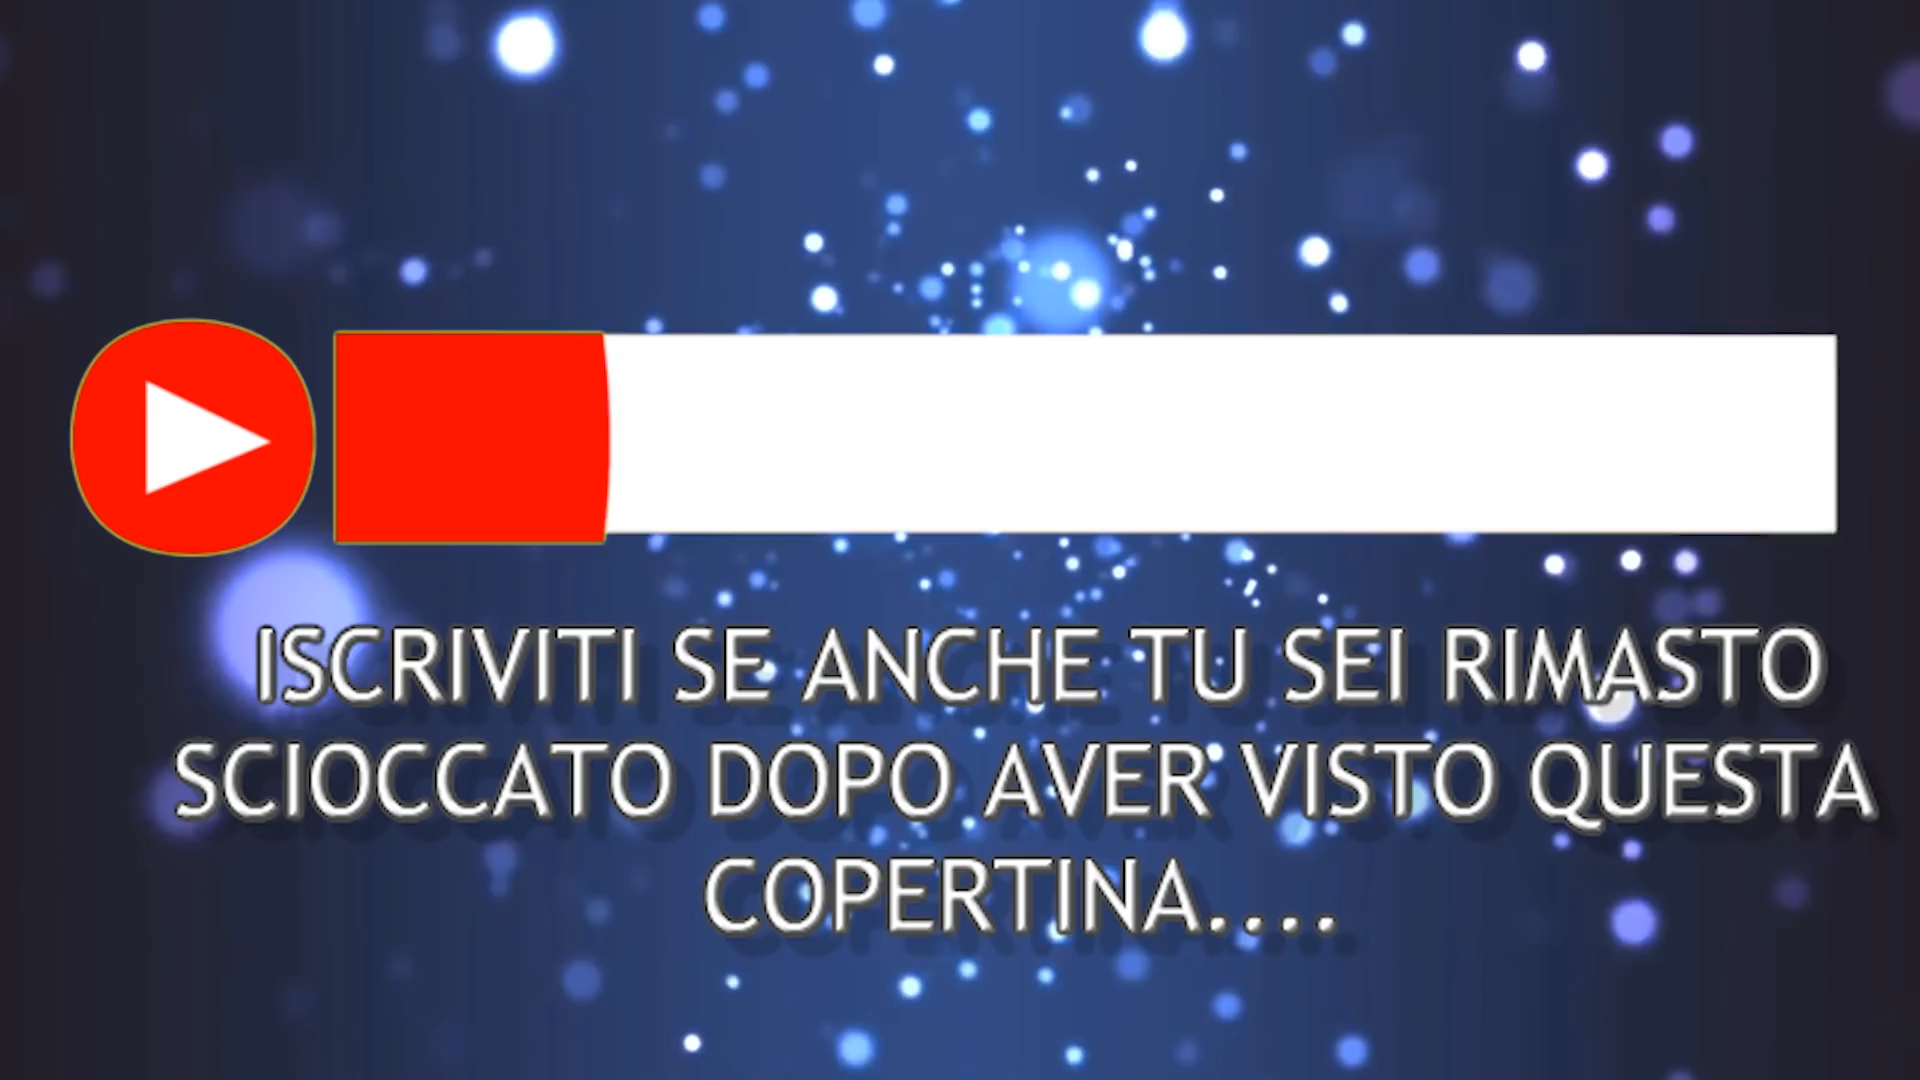 ISCRIVITI SE ANCHE TU SEI RIMASTO
SCIOCCATO DOPO AVER VISTO QUESTA
COPERTINA....